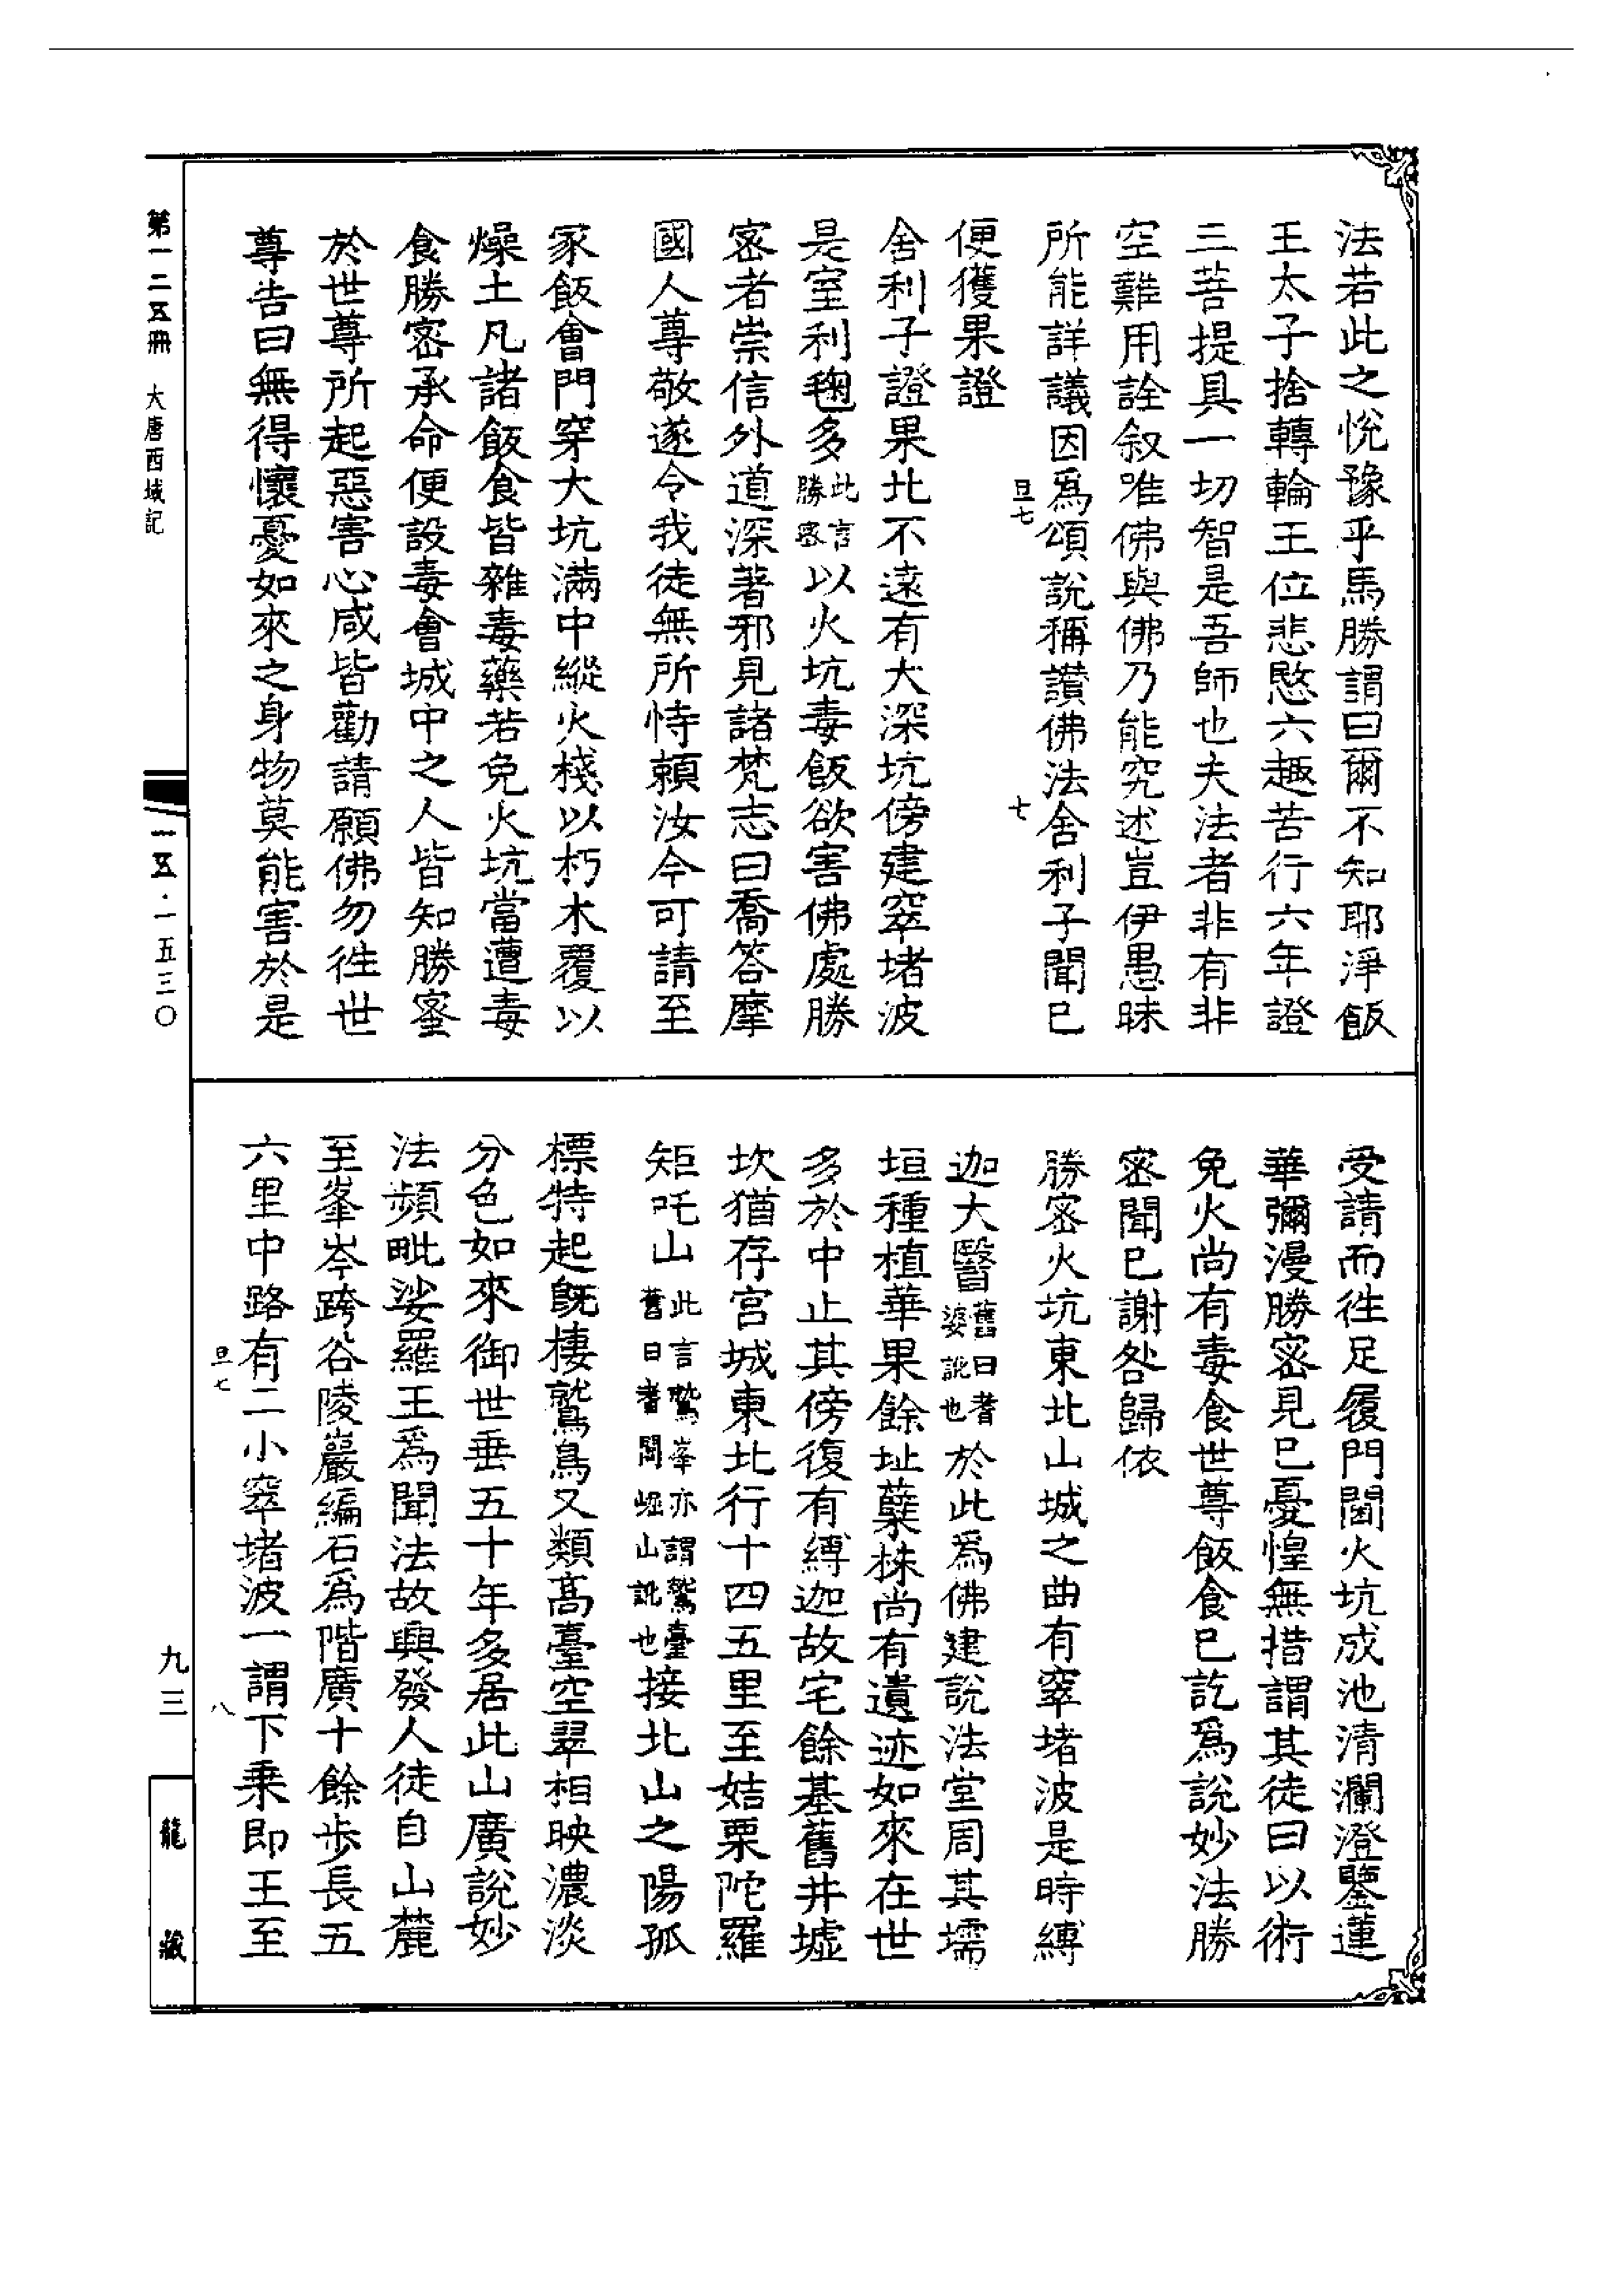 法若此之悅豫乎馬勝謂曰爾不知耶淨飯
王太子捨轉輪王位悲愍六趣苦行六年證
三菩提具一切智是吾師也夫法者非有非
空難用詮叙唯佛與佛乃能究述豈伊愚昧
所能詳議因爲頌說稱讚佛法舍利子聞已
旦七 七
便獲果證
舍利子證果北不遠有大深坑傍建窣堵波
是室利毱多此言勝密以火坑毒飯欲害佛處勝
密者崇信外道深著邪見諸梵志曰喬答摩
國人尊敬遂令我徒無所恃賴汝今可請至
家飯會門穿大坑滿中縱火棧以朽木覆以
燥土凡諸飯食皆雜毒藥若免火坑當遭毒
食勝密承命便設毒會城中之人皆知勝蜜
於世尊所起惡害心咸皆勸請願佛勿往世
尊告曰無得懷憂如來之身物莫能害於是
受請而往足履門閫火坑成池清瀾澄鑒蓮
華彌漫勝密見已憂惶無措謂其徒曰以術
免火尚有毒食世尊飯食已訖爲說妙法勝
密聞已謝咎歸依
勝密火坑東北山城之曲有窣堵波是時縛
迦大醫舊曰耆婆訛也於此爲佛建說法堂周其壖
垣種植華果餘址蘖株尚有遺迹如來在世
多於中止其傍復有縛迦故宅餘基舊井墟
坎猶存宮城東北行十四五里至姞栗陀羅
矩吒山此言鷲峯亦謂鷲臺舊曰耆闍崛山訛也接北山之陽孤
標特起既棲鷲鳥又類高臺空翠相映濃淡
分色如來御世垂五十年多居此山廣說妙
法頻毗娑羅王爲聞法故興發人徒自山麓
至峯岑跨谷陵巖編石爲階廣十餘步長五
六里中路有二小窣堵波一謂下乘即王至
旦七 八
第一二五冊 大唐西域記
一五·一五三〇
九三
龍藏